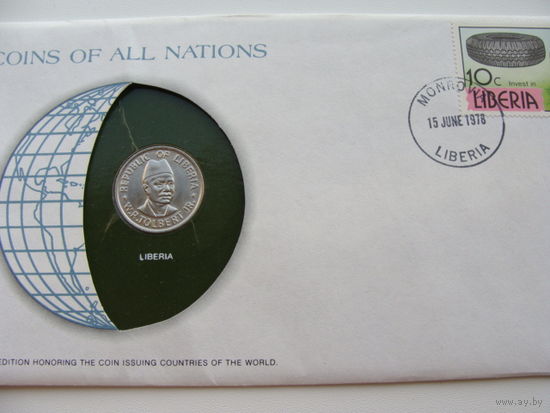 COINS OF ALL NATIONS
10c
Invest in
LIBERIA
MONROVIA
15 JUNE 1978
LIBERIA
REPUBLIC OF LIBERIA
W.R.TOLBERT JR.
LIBERIA
EDITION HONORING THE COIN ISSUING COUNTRIES OF THE WORLD.
www.ay.by